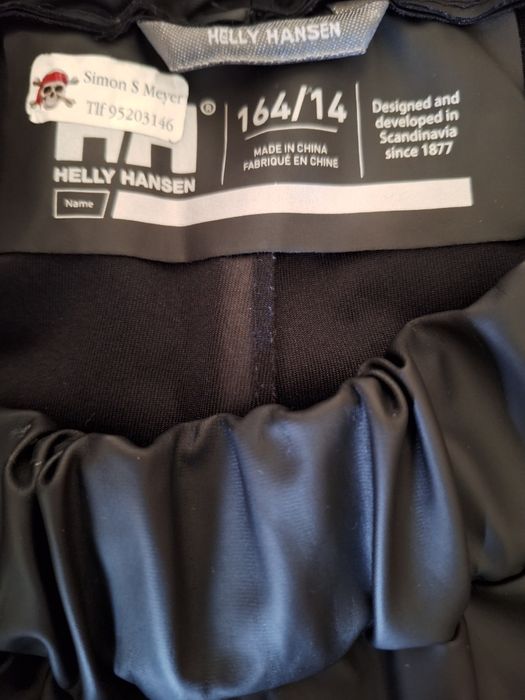 HELLY HANSEN
Simon S Meyer
Tlf 95203146
HH®
HELLY HANSEN
164/14
MADE IN CHINA
FABRIQUÉ EN CHINE
Designed and
developed in
Scandinavia
since 1877
Name